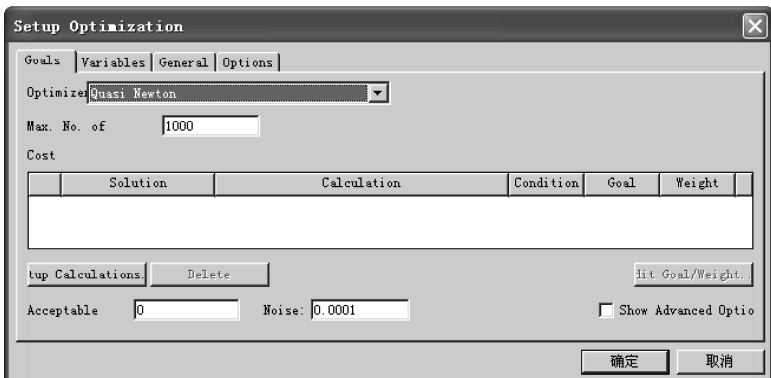 Setup Optimization
Goals Variables General Options
Optimize Quasi Newton
Max. No. of 1000
Cost
Solution Calculation Condition Goal Weight
tup Calculations. Delete dit Goal/Weight..
Acceptable 0 Noise: 0.0001 Show Advanced Optio
确定 取消